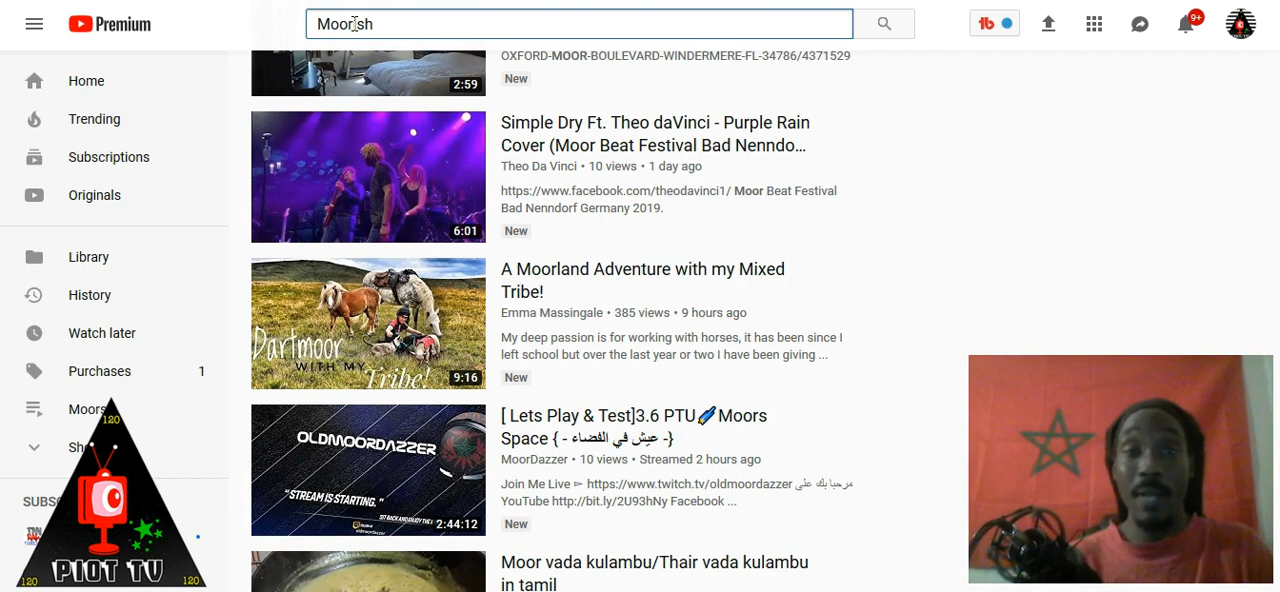 Premium
Moorish
9+
Home
Trending
Subscriptions
Originals
Library
History
Watch later
Purchases 1
Moors
OXFORD-MOOR-BOULEVARD-WINDERMERE-FL-34786/4371529
New
2:59
Simple Dry Ft. Theo daVinci - Purple Rain
Cover (Moor Beat Festival Bad Nenndo...
Theo Da Vinci • 10 views • 1 day ago
https://www.facebook.com/theodavinci1/ Moor Beat Festival
Bad Nenndorf Germany 2019.
New
6:01
A Moorland Adventure with my Mixed
Tribe!
Emma Massingale • 385 views • 9 hours ago
My deep passion is for working with horses, it has been since I
left school but over the last year or two I have been giving ...
New
Dartmoor
WITH MY
Tribe!
9:16
[ Lets Play & Test]3.6 PTU🚀Moors
Space { - عيش في الفضاء -}
MoorDazzer • 10 views • Streamed 2 hours ago
Join Me Live ► https://www.twitch.tv/oldmoordazzer مرحبا بك على
YouTube http://bit.ly/2U93hNy Facebook ...
New
OLDMOORDAZZER
"STREAM IS STARTING."
2:44:12
Moor vada kulambu/Thair vada kulambu
in tamil
120
PIOT TV
120
120